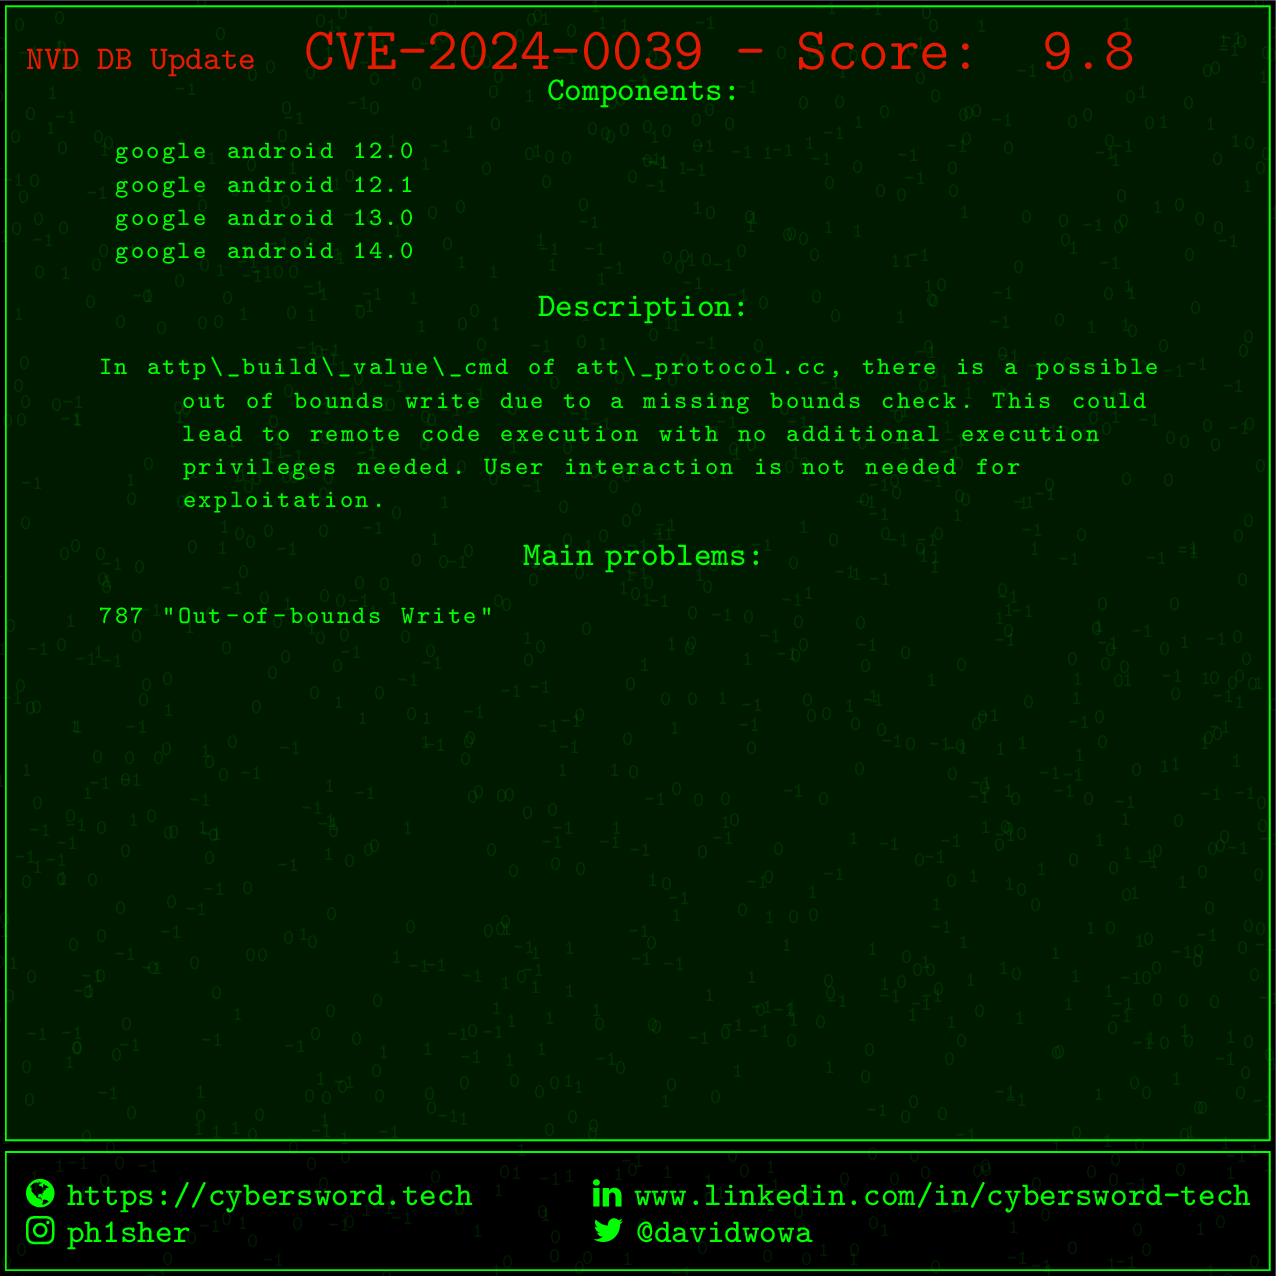 NVD DB Update CVE-2024-0039 - Score: 9.8
Components:
google android 12.0
google android 12.1
google android 13.0
google android 14.0
Description:
In attp\_build\_value\_cmd of att\_protocol.cc, there is a possible
out of bounds write due to a missing bounds check. This could
lead to remote code execution with no additional execution
privileges needed. User interaction is not needed for
exploitation.
Main problems:
787 "Out-of-bounds Write"
https://cybersword.tech
www.linkedin.com/in/cybersword-tech
ph1sher
@davidwowa